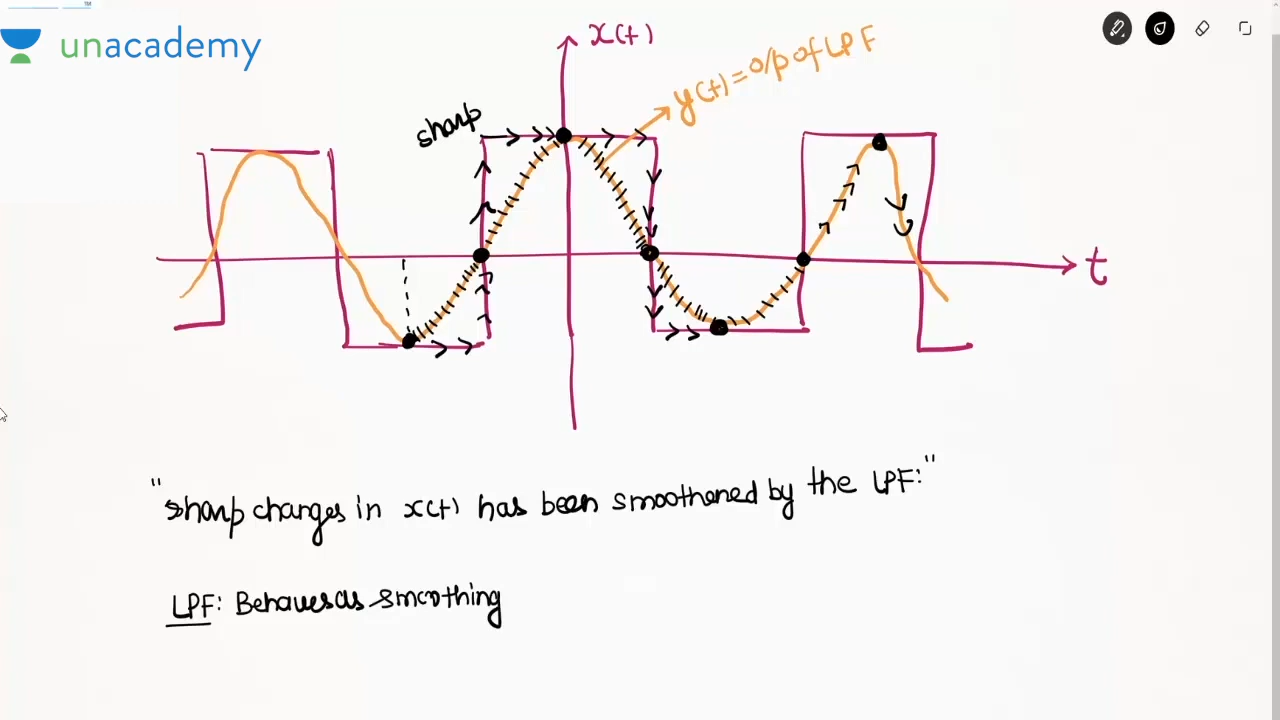 unacademy
x(t)
y(t) = o/p of LPF
sharp
t
"sharp changes in x(t) has been smoothened by the LPF:"
LPF: Behaves as smoothing